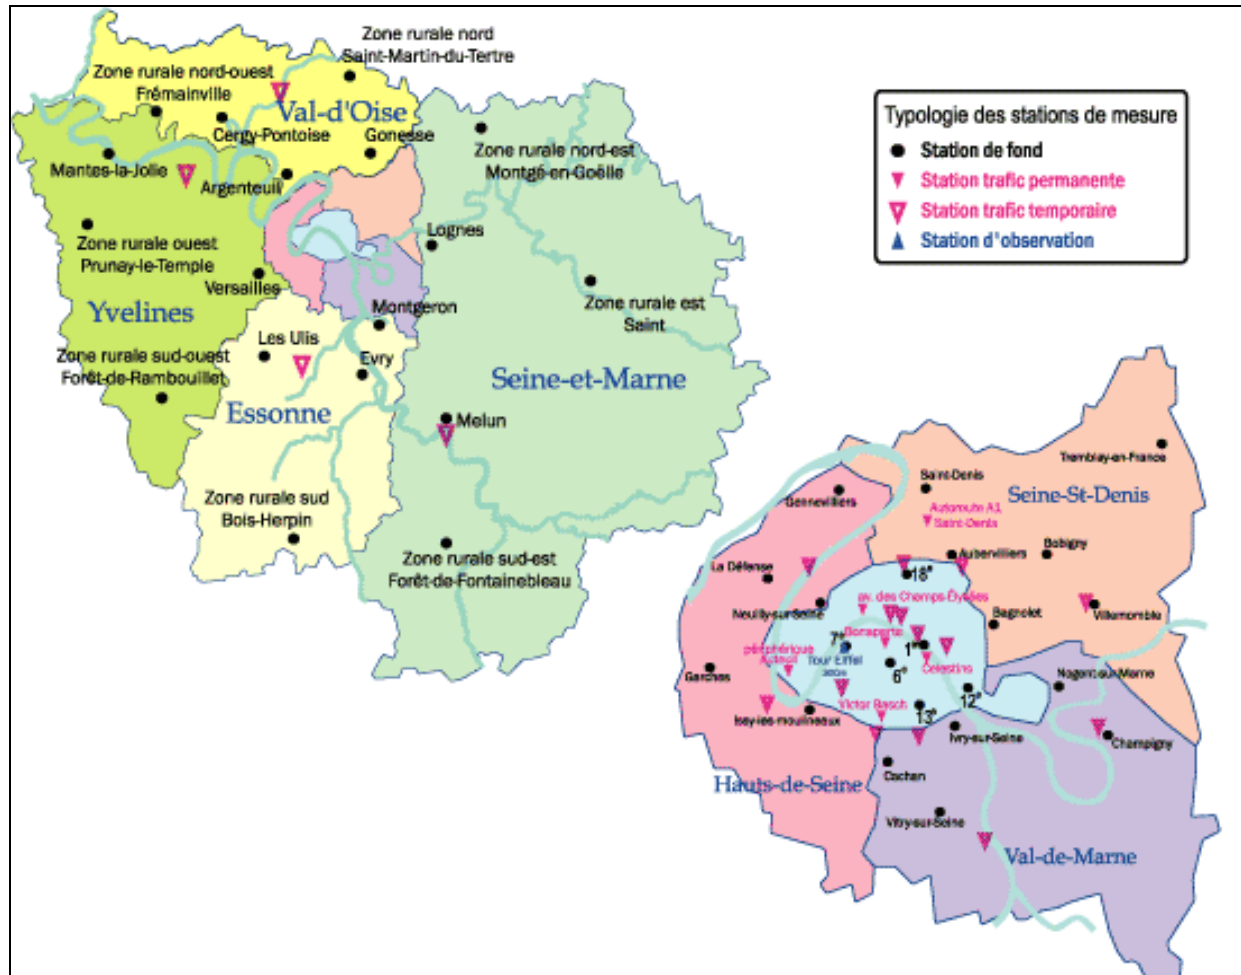 Zone rurale nord
Saint-Martin-du-Tertre
Zone rurale nord-ouest
Frémainville
Val-d'Oise
Cergy-Pontoise
Gonesse
Mantes-la-Jolie
Argenteuil
Zone rurale nord-est
Montgé-en-Goële
Lognes
Zone rurale ouest
Prunay-le-Temple
Versailles
Yvelines
Zone rurale est
Saint
Montgeron
Les Ulis
Evry
Zone rurale sud-ouest
Forêt-de-Rambouillet
Seine-et-Marne
Essonne
Melun
Zone rurale sud
Bois-Herpin
Zone rurale sud-est
Forêt-de-Fontainebleau
Typologie des stations de mesure
Station de fond
Station trafic permanente
Station trafic temporaire
Station d'observation
Tremblay-en-France
Saint-Denis
Seine-St-Denis
Gennevilliers
Autoroute A1
Saint-Denis
Bobigny
Aubervilliers
La Défense
18e
av. des Champs-Élysées
Neuilly-sur-Seine
Villemomble
Bagnolet
Bonaparte
7e
1er
périphérique
Auteuil
Tour Eiffel
300m
6e
Celestins
Garches
Nogent-sur-Marne
12e
Victor Basch
13e
Issy-les-moulineaux
Ivry-sur-Seine
Champigny
Cachan
Hauts-de-Seine
Vitry-sur-Seine
Val-de-Marne